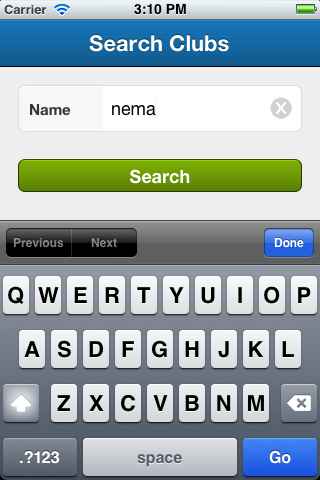 Carrier 3:10 PM
Search Clubs
Name nema
Search
Previous Next Done
Q W E R T Y U I O P
A S D F G H J K L
Z X C V B N M
.?123 space Go